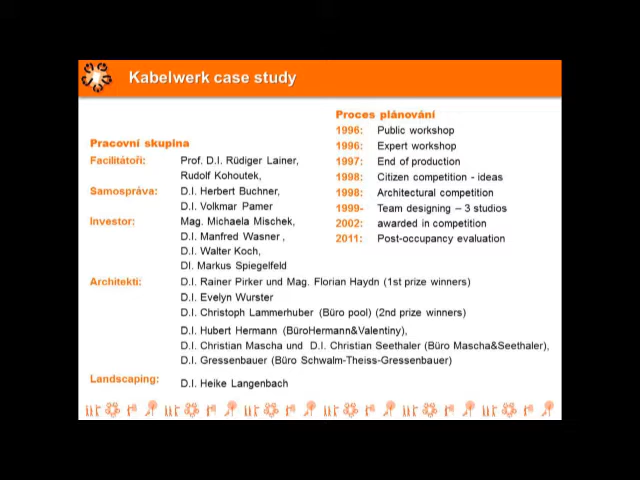 Kabelwerk case study
Pracovní skupina
Facilitátoři: Prof. D.I. Rüdiger Lainer,
Rudolf Kohoutek,
Samospráva: D.I. Herbert Buchner,
D.I. Volkmar Pamer
Investor: Mag. Michaela Mischek,
D.I. Manfred Wasner ,
D.I. Walter Koch,
DI. Markus Spiegelfeld
Architekti: D.I. Rainer Pirker und Mag. Florian Haydn (1st prize winners)
D.I. Evelyn Wurster
D.I. Christoph Lammerhuber (Büro pool) (2nd prize winners)
D.I. Hubert Hermann (BüroHermann&Valentiny),
D.I. Christian Mascha und D.I. Christian Seethaler (Büro Mascha&Seethaler),
D.I. Gressenbauer (Büro Schwalm-Theiss-Gressenbauer)
Landscaping: D.I. Heike Langenbach
Proces plánování
1996: Public workshop
1996: Expert workshop
1997: End of production
1998: Citizen competition - ideas
1998: Architectural competition
1999- Team designing – 3 studios
2002: awarded in competition
2011: Post-occupancy evaluation